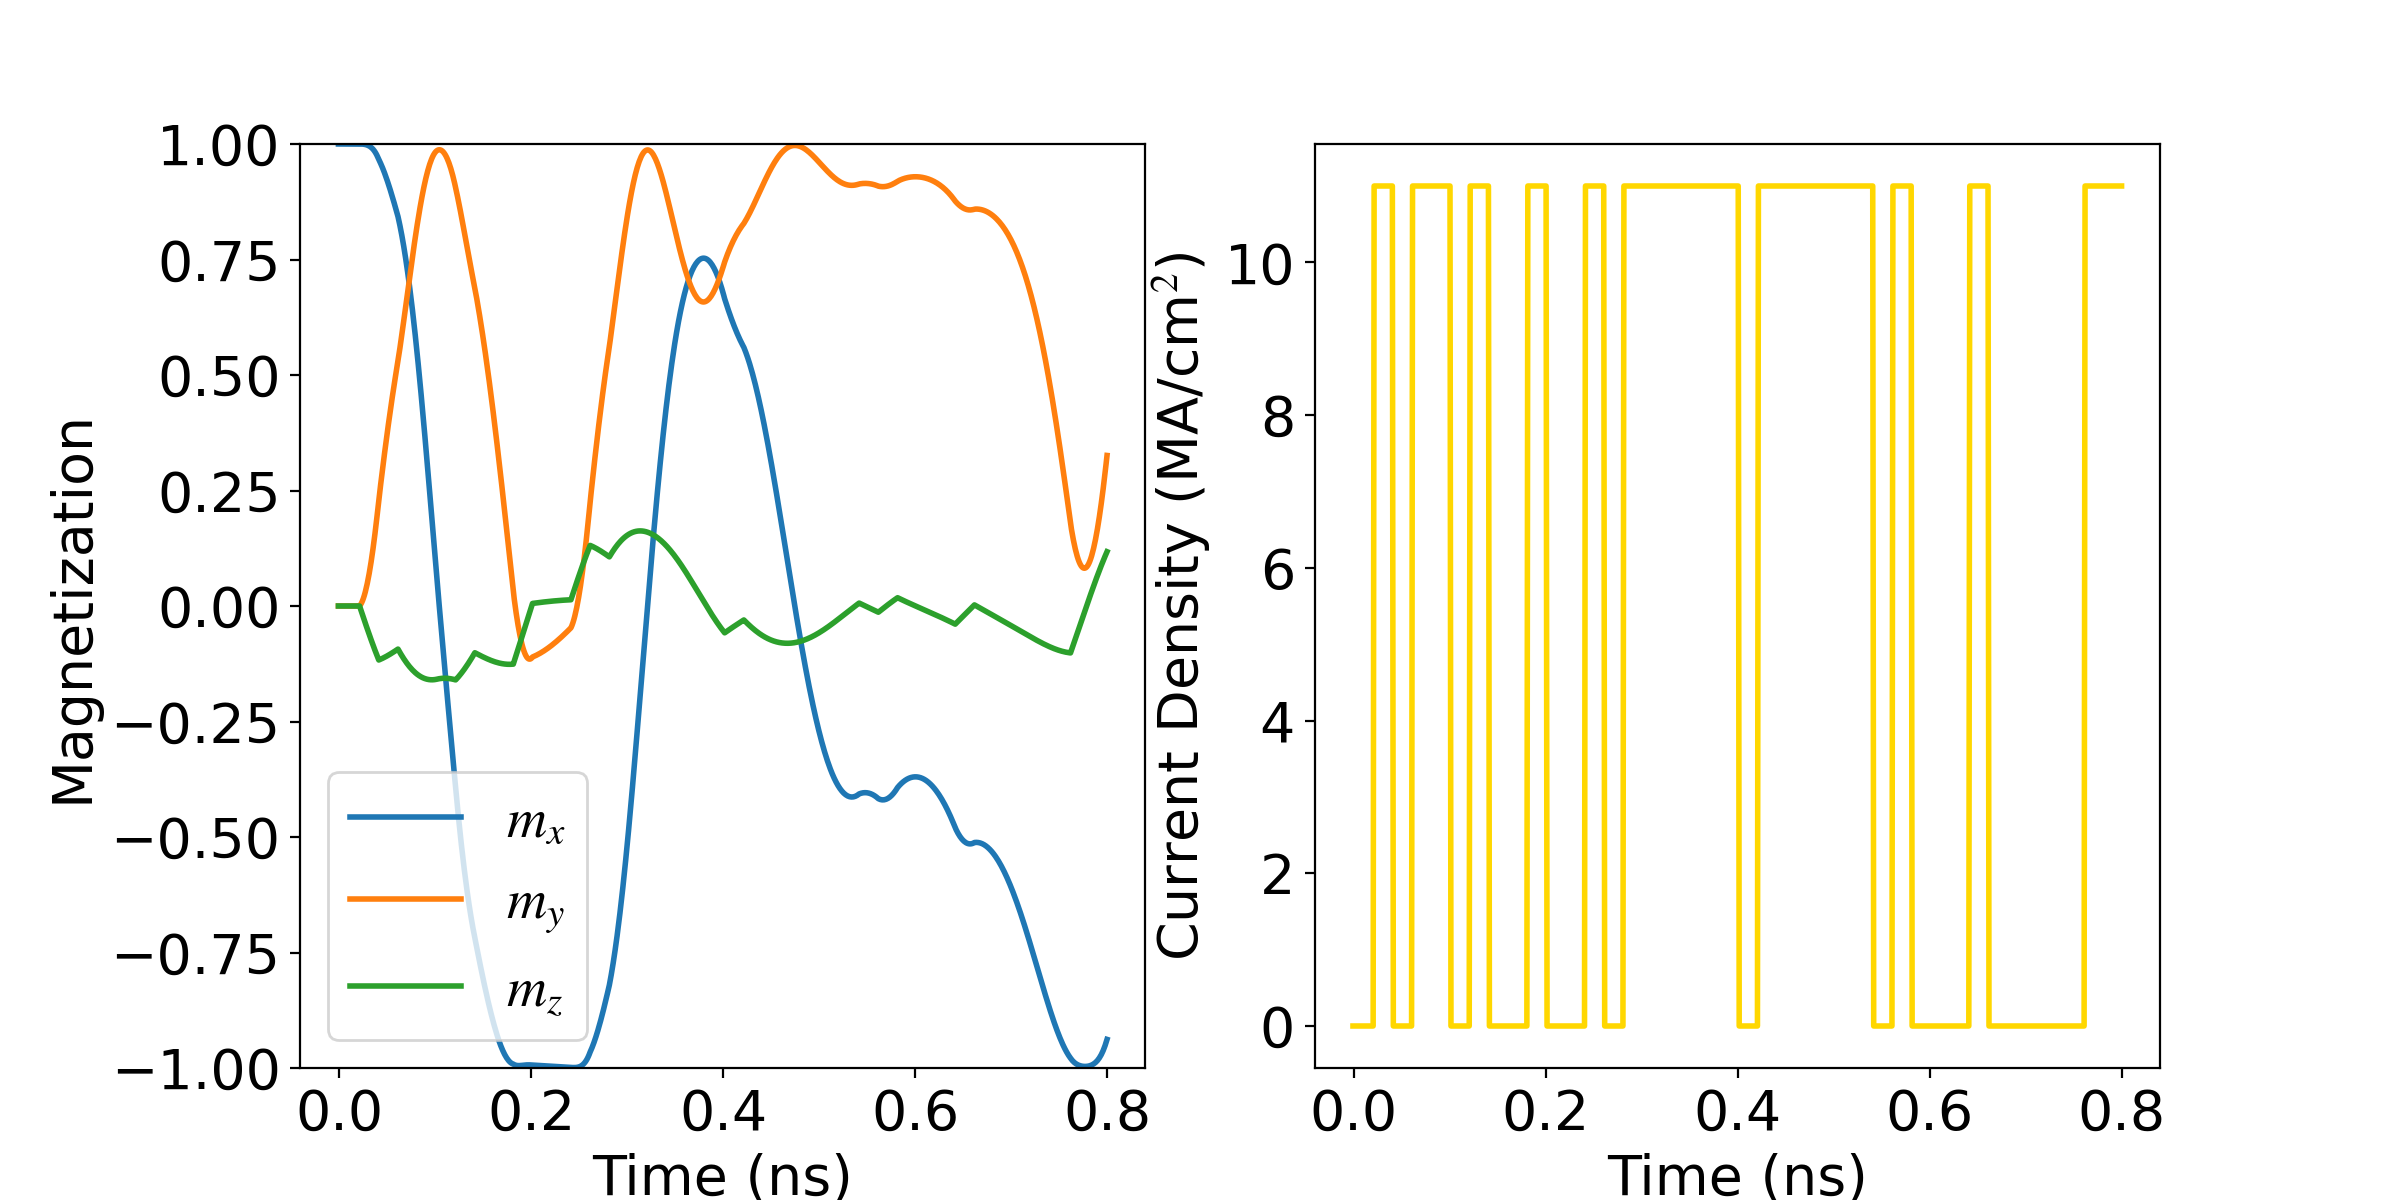 Magnetization
1.00
0.75
0.50
0.25
0.00
−0.25
−0.50
−0.75
−1.00
m_x
m_y
m_z
0.0 0.2 0.4 0.6 0.8
Time (ns)
Current Density (MA/cm²)
10
8
6
4
2
0
0.0 0.2 0.4 0.6 0.8
Time (ns)